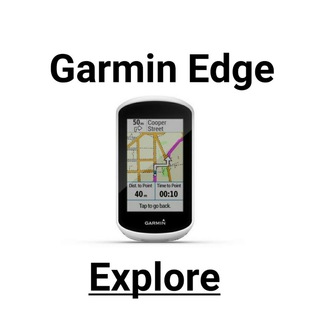 Garmin Edge
50m Cooper
Street
Dist. to Point Time to Point
40m 00:10
Tap to go back.
GARMIN
Explore